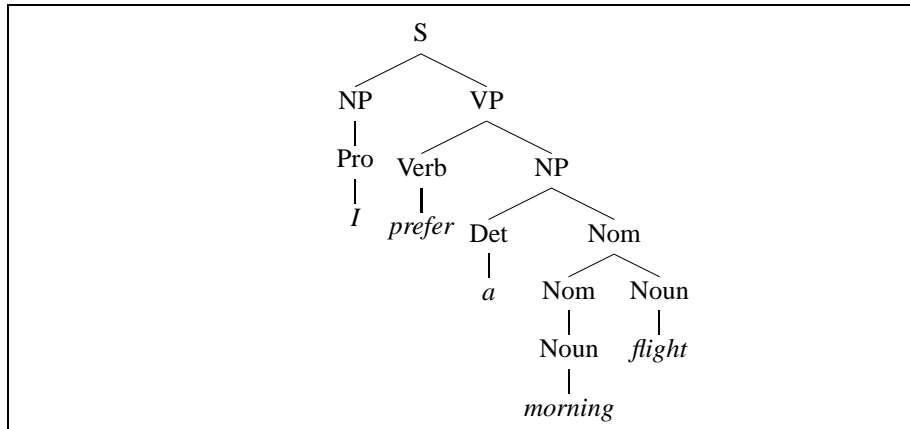 S
NP VP
Pro Verb NP
I prefer Det Nom
a Nom Noun
Noun flight
morning